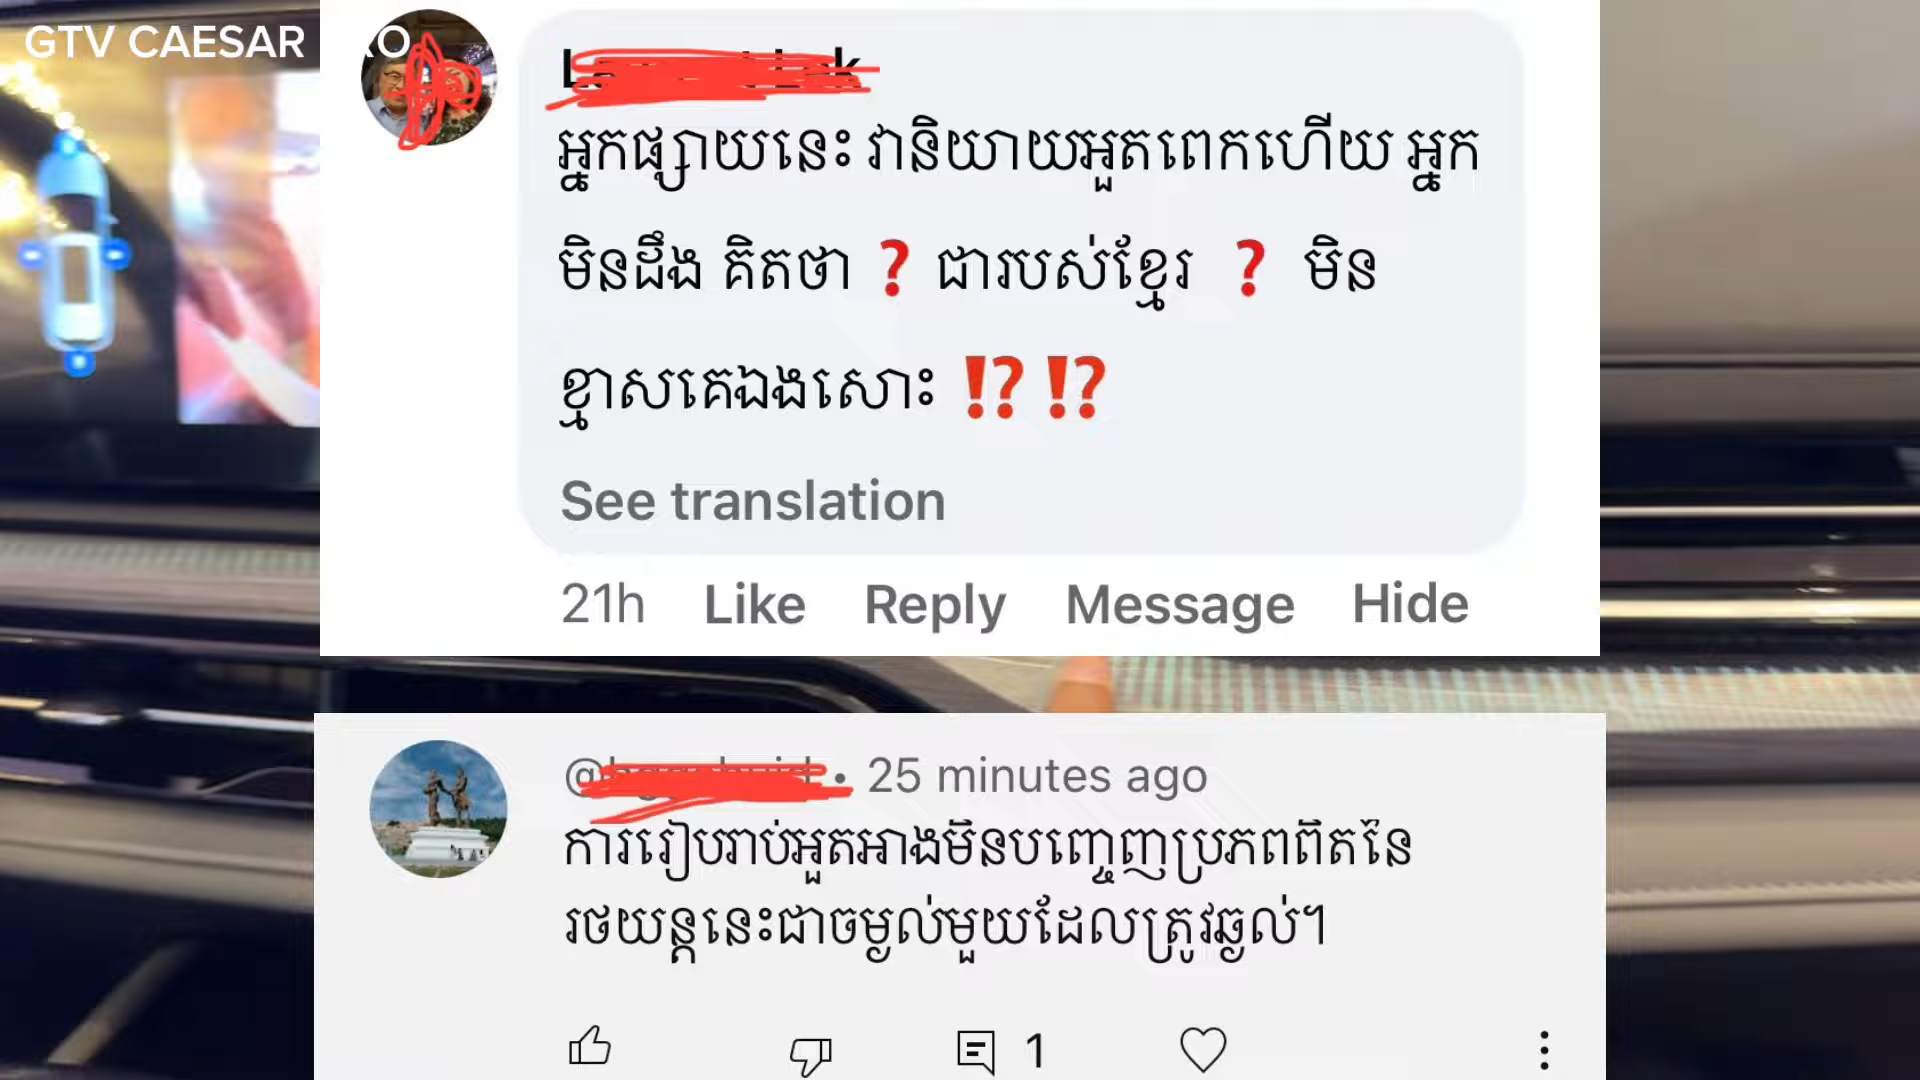 GTV CAESAR
អ្នកផ្សាយនេះ វានិយាយអួតពេកហើយ អ្នក
មិនដឹង គិតថា ❓ ជារបស់ខ្មែរ ❓ មិន
ខ្មាសគេឯងសោះ ⁉️ ⁉️
See translation
21h Like Reply Message Hide
• 25 minutes ago
ការរៀបរាប់អួតអាងមិនបញ្ចេញប្រភពពិតនៃ
រថយន្តនេះជាចម្ងល់មួយដែលត្រូវឆ្ងល់។
1